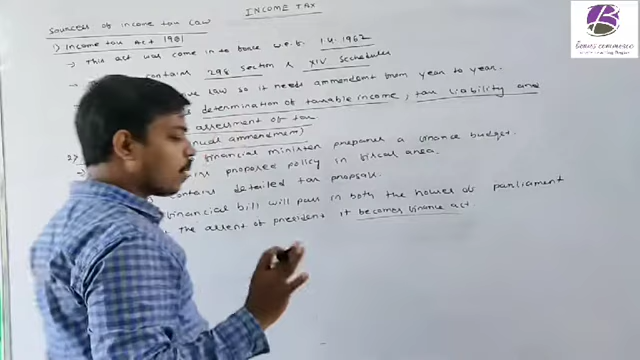 INCOME TAX
Sources of income tax law
1) Income tax Act 1961
→ This act was come in to force w.e.f. 1.4.1962
contains 298 section & XIV Schedules
law so it needs ammendment from year to year.
determination of taxable income, tax liability and
assessment of tax
ammendment)
2) financial minister prepares a finance budget.
proposed policy in fiscal area.
contains detailed tax proposals.
financial bill will pass in both the houses of parliament
the assent of president it becomes finance act.
B